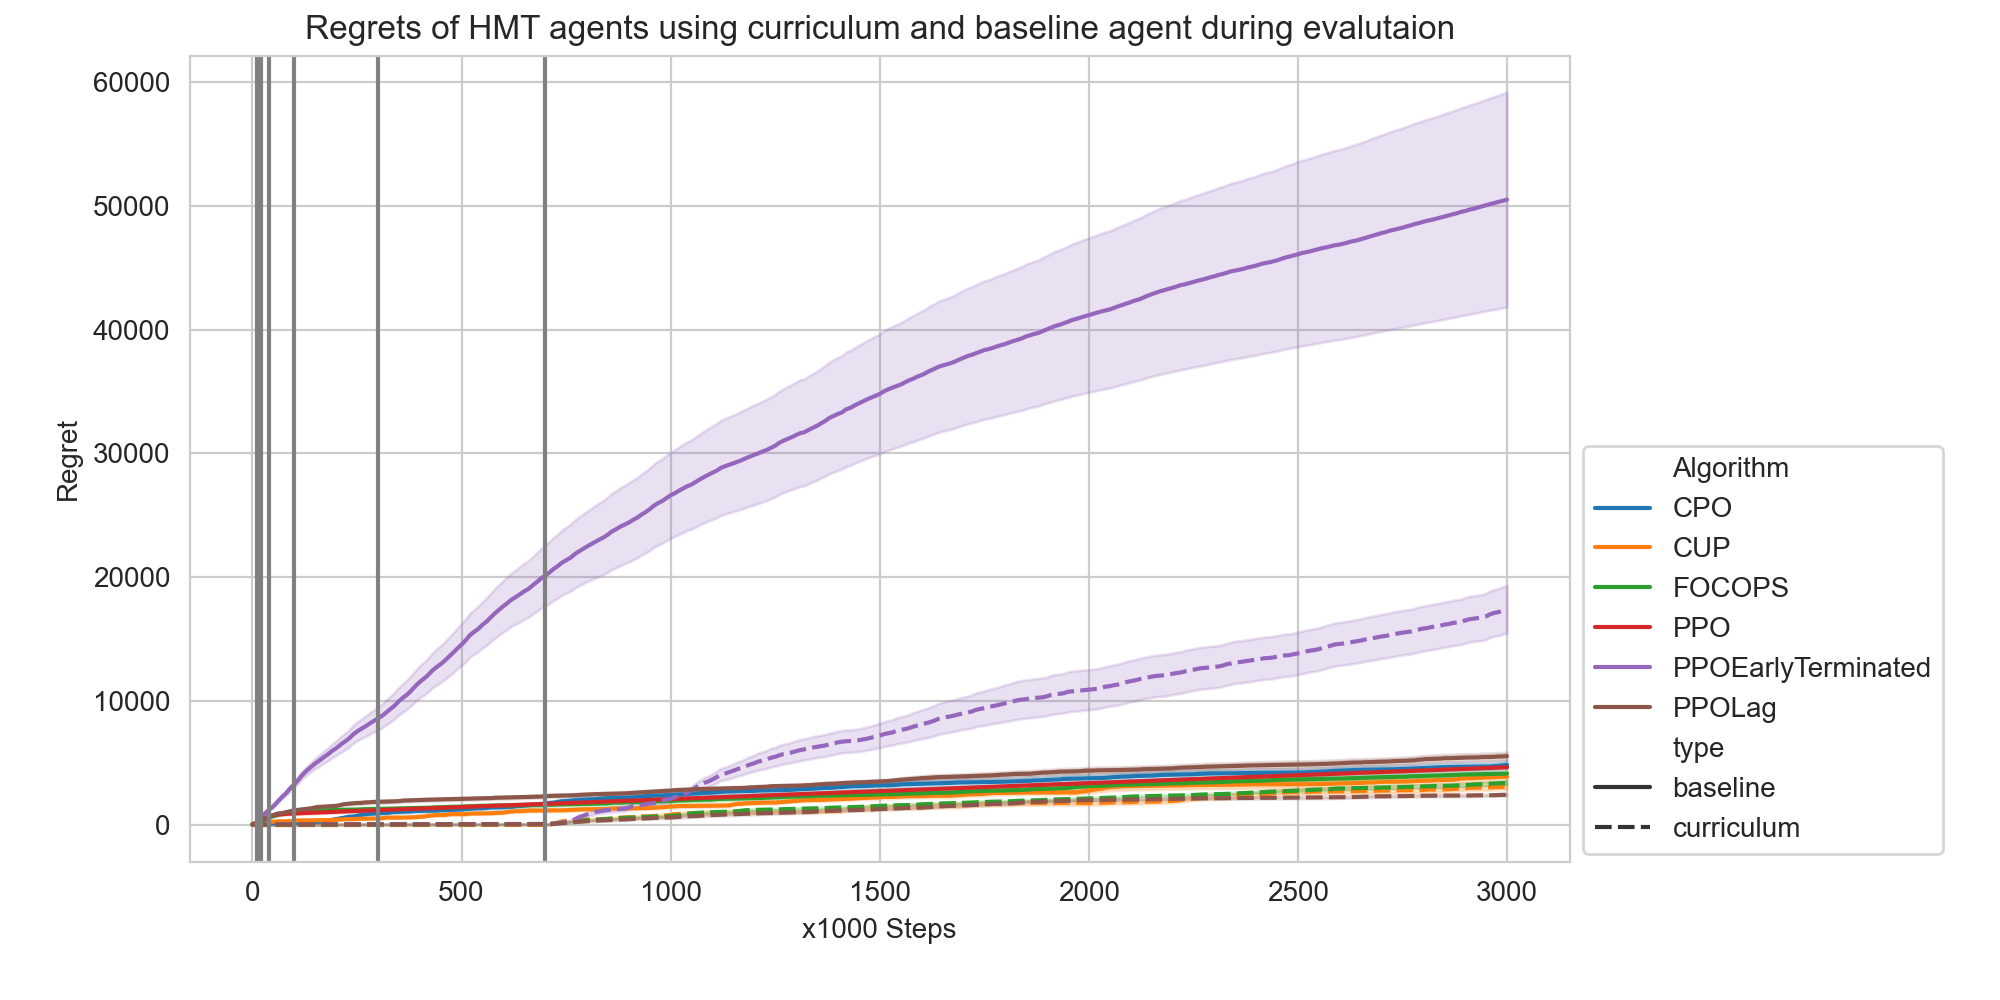 Regrets of HMT agents using curriculum and baseline agent during evalutaion
60000
50000
40000
30000
20000
10000
0
Regret
0 500 1000 1500 2000 2500 3000
x1000 Steps
Algorithm
CPO
CUP
FOCOPS
PPO
PPOEarlyTerminated
PPOLag
type
baseline
curriculum